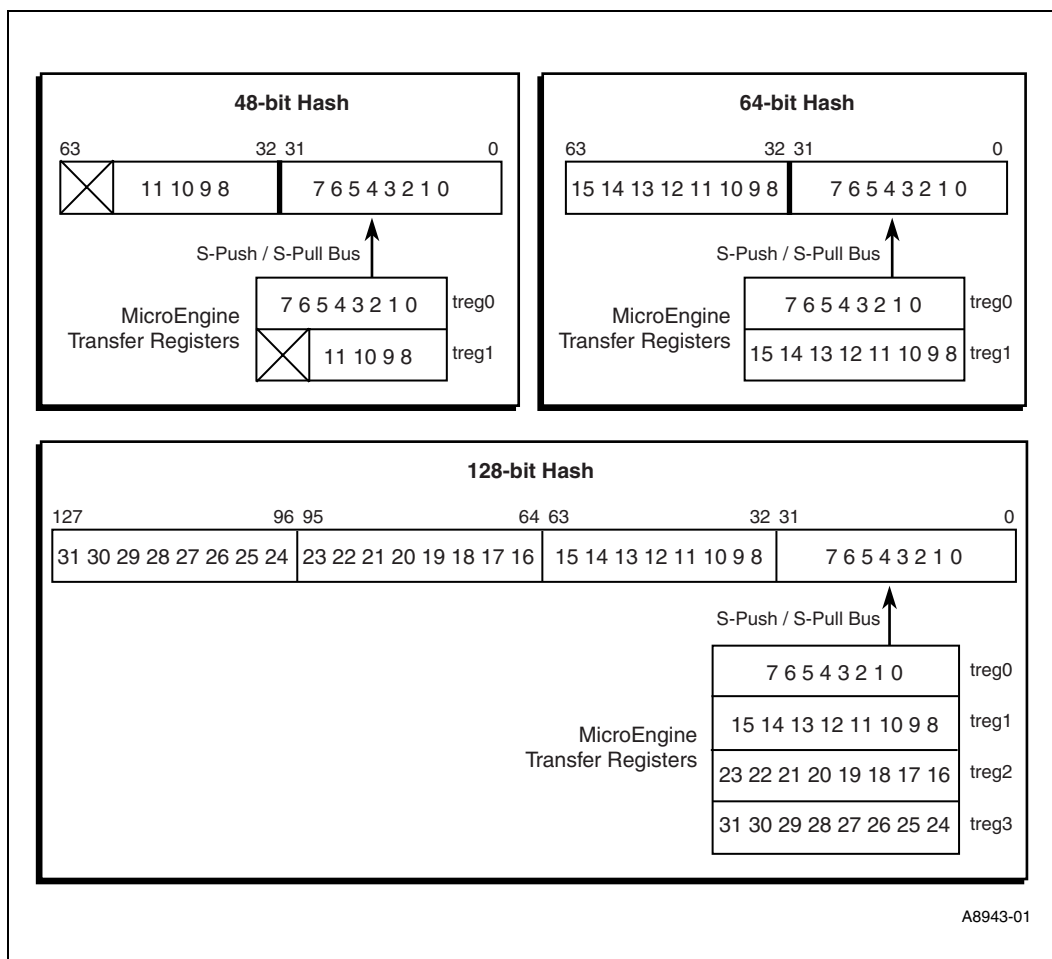 48-bit Hash
63 32 31 0
11 10 9 8 7 6 5 4 3 2 1 0
S-Push / S-Pull Bus
MicroEngine
Transfer Registers
7 6 5 4 3 2 1 0 treg0
11 10 9 8 treg1
64-bit Hash
63 32 31 0
15 14 13 12 11 10 9 8 7 6 5 4 3 2 1 0
S-Push / S-Pull Bus
MicroEngine
Transfer Registers
7 6 5 4 3 2 1 0 treg0
15 14 13 12 11 10 9 8 treg1
128-bit Hash
127 96 95 64 63 32 31 0
31 30 29 28 27 26 25 24 23 22 21 20 19 18 17 16 15 14 13 12 11 10 9 8 7 6 5 4 3 2 1 0
S-Push / S-Pull Bus
MicroEngine
Transfer Registers
7 6 5 4 3 2 1 0 treg0
15 14 13 12 11 10 9 8 treg1
23 22 21 20 19 18 17 16 treg2
31 30 29 28 27 26 25 24 treg3
A8943-01